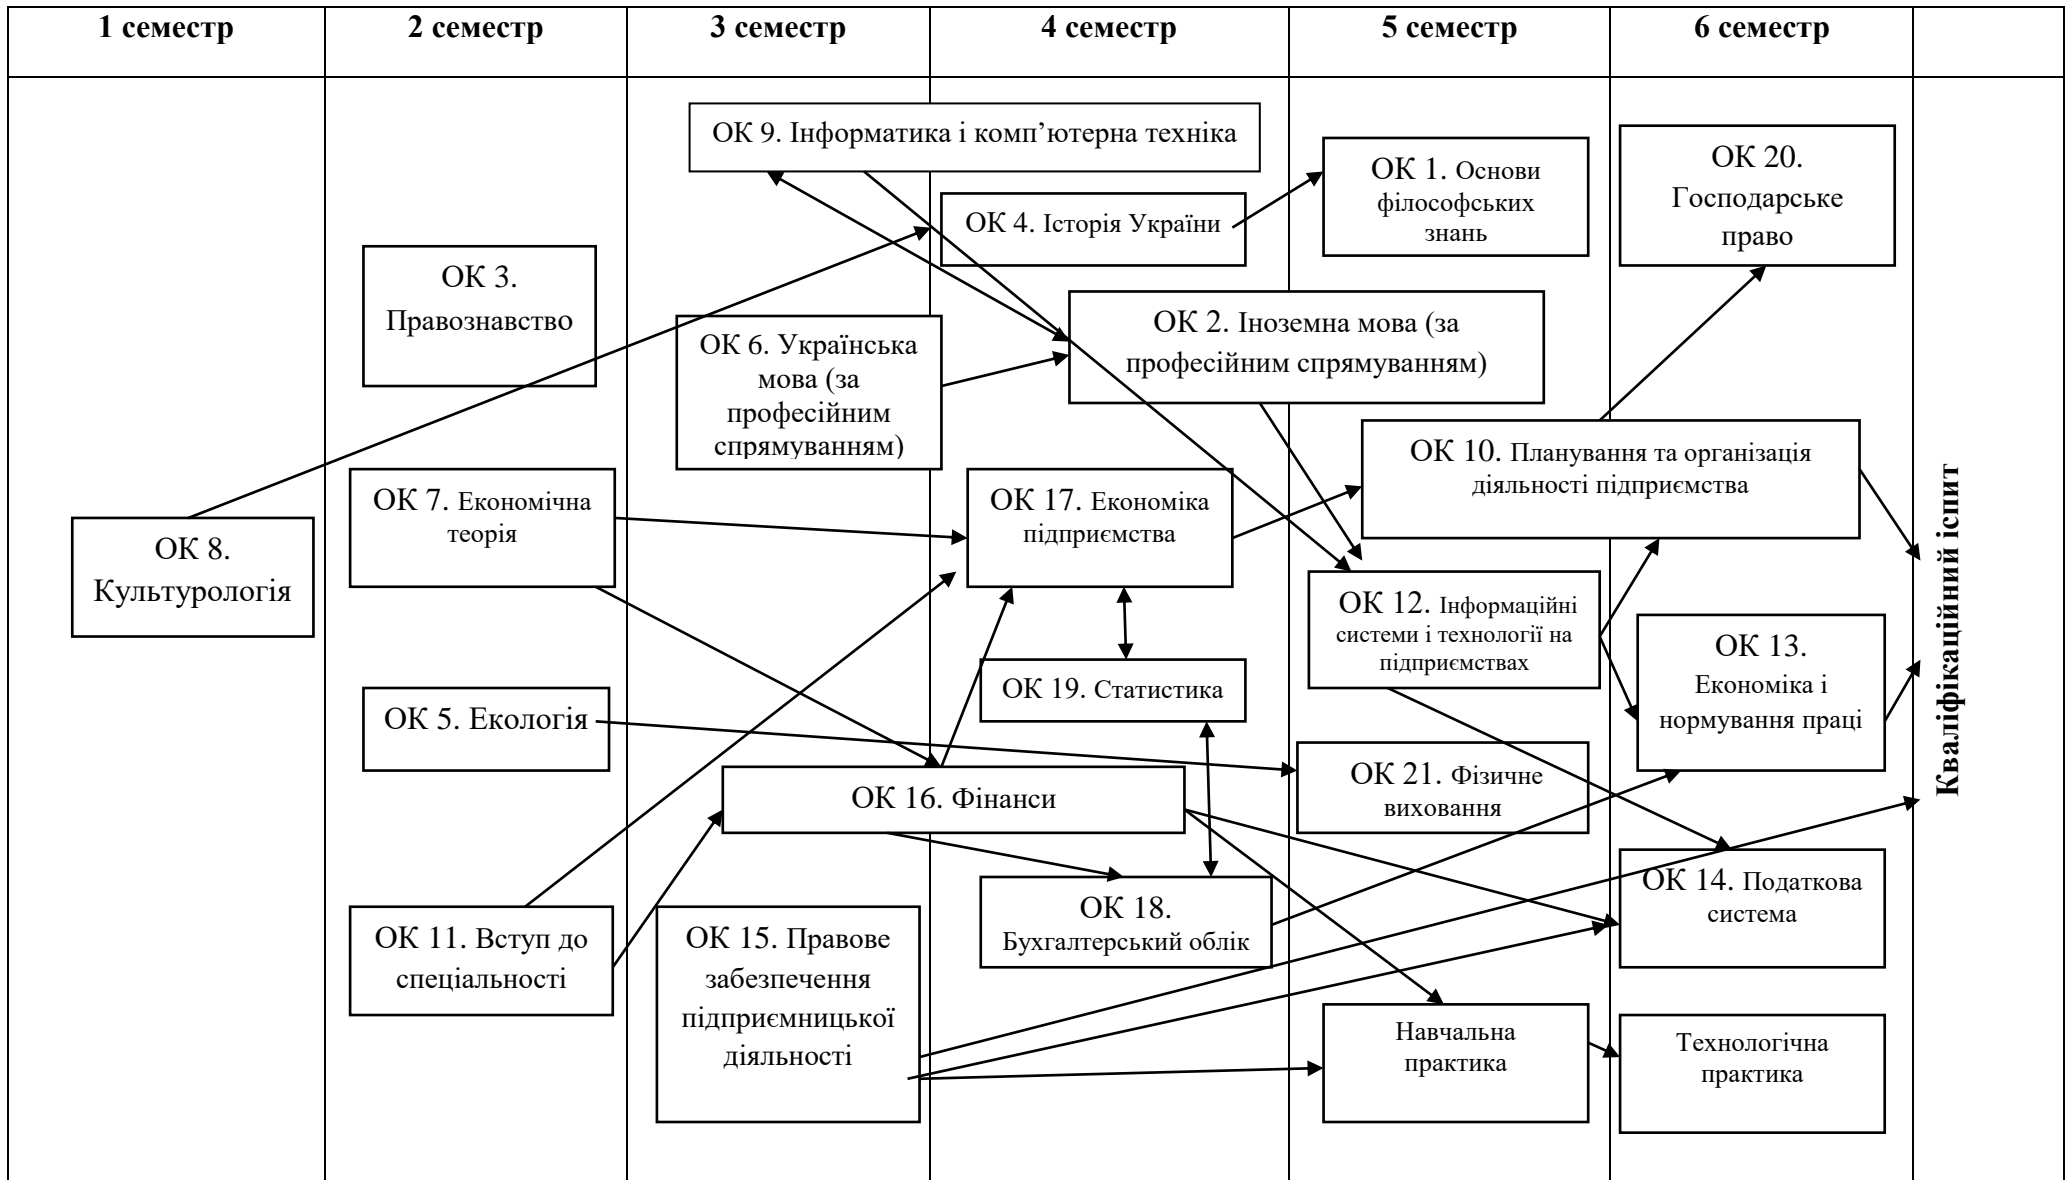 1 семестр
2 семестр
3 семестр
4 семестр
5 семестр
6 семестр
ОК 8.
Культурологія
ОК 3.
Правознавство
ОК 7. Економічна
теорія
ОК 5. Екологія
ОК 11. Вступ до
спеціальності
ОК 9. Інформатика і комп’ютерна техніка
ОК 6. Українська
мова (за
професійним
спрямуванням)
ОК 16. Фінанси
ОК 15. Правове
забезпечення
підприємницької
діяльності
ОК 4. Історія України
ОК 2. Іноземна мова (за
професійним спрямуванням)
ОК 17. Економіка
підприємства
ОК 19. Статистика
ОК 18.
Бухгалтерський облік
ОК 1. Основи
філософських
знань
ОК 10. Планування та організація
діяльності підприємства
ОК 12. Інформаційні
системи і технології на
підприємствах
ОК 21. Фізичне
виховання
Навчальна
практика
ОК 20.
Господарське
право
ОК 13.
Економіка і
нормування праці
ОК 14. Податкова
система
Технологічна
практика
Кваліфікаційний іспит